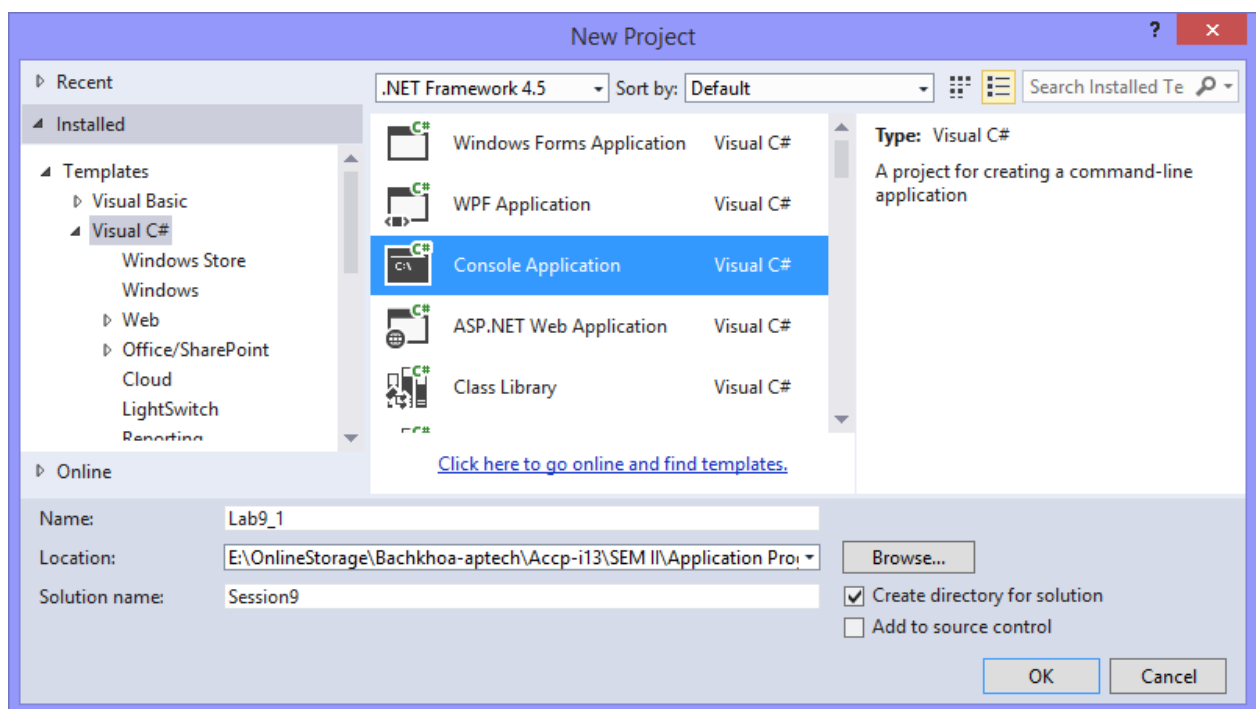 New Project
?
Recent
.NET Framework 4.5
Sort by:
Default
Search Installed Te
Installed
Templates
Visual Basic
Visual C#
Windows Store
Windows
Web
Office/SharePoint
Cloud
LightSwitch
Reporting
Online
C# Windows Forms Application Visual C#
C# WPF Application Visual C#
C# C:\ Console Application Visual C#
C# ASP.NET Web Application Visual C#
C# Class Library Visual C#
C#
Click here to go online and find templates.
Type: Visual C#
A project for creating a command-line
application
Name: Lab9_1
Location: E:\OnlineStorage\Bachkhoa-aptech\Accp-i13\SEM II\Application Pro
Browse...
Solution name: Session9
Create directory for solution
Add to source control
OK
Cancel